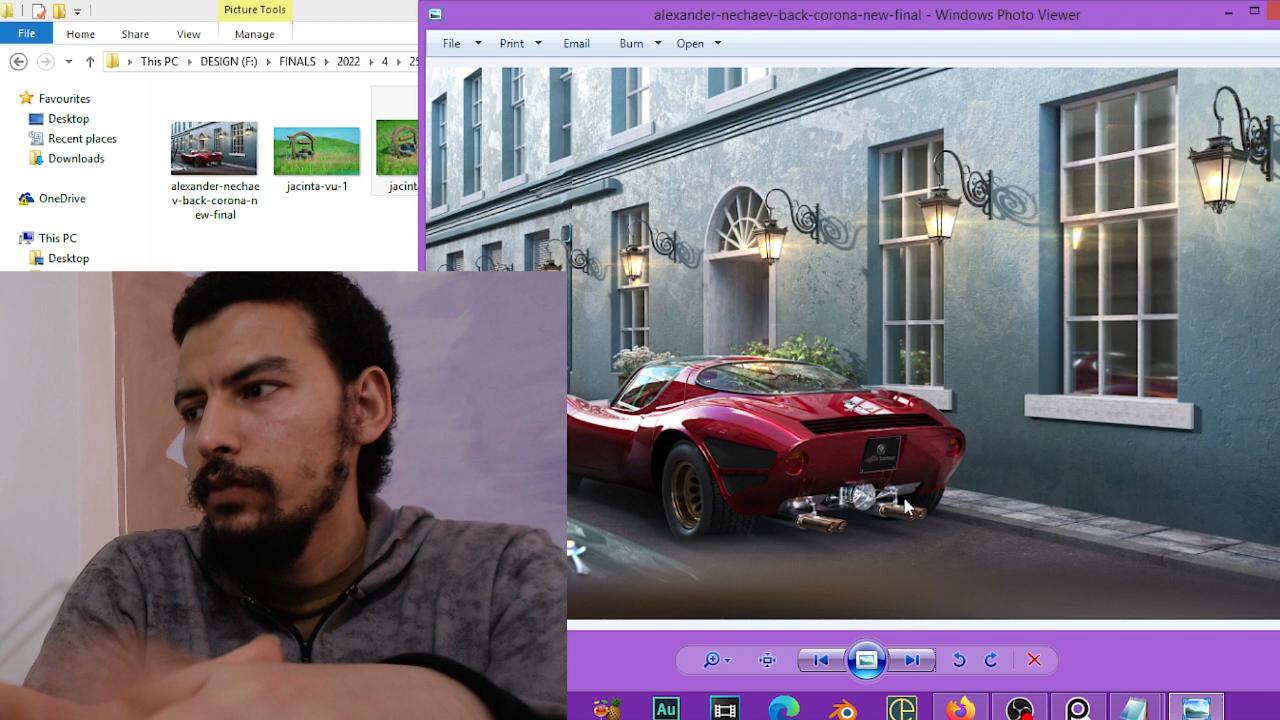 Picture Tools
File Home Share View Manage
This PC DESIGN (F:) FINALS 2022 4
Favourites
Desktop
Recent places
Downloads
OneDrive
This PC
Desktop
alexander-nechae
v-back-corona-n
ew-final
jacinta-vu-1
jacint
alexander-nechaev-back-corona-new-final - Windows Photo Viewer
File Print Email Burn Open
Au